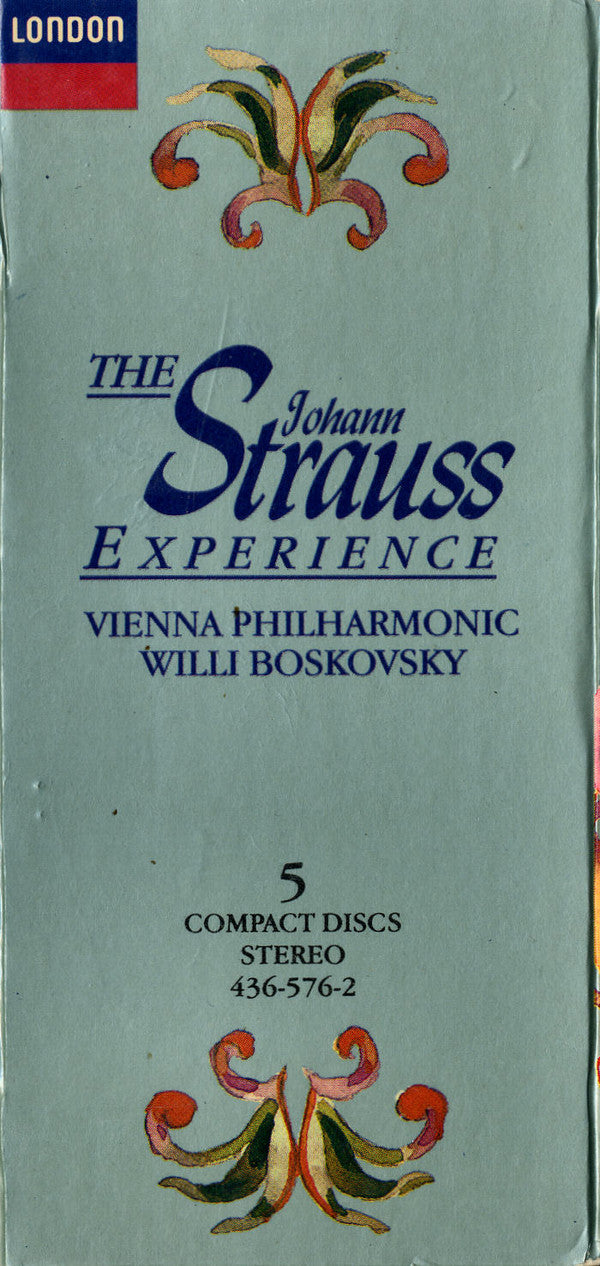 LONDON
THE
Johann
Strauss
EXPERIENCE
VIENNA PHILHARMONIC
WILLI BOSKOVSKY
5
COMPACT DISCS
STEREO
436-576-2